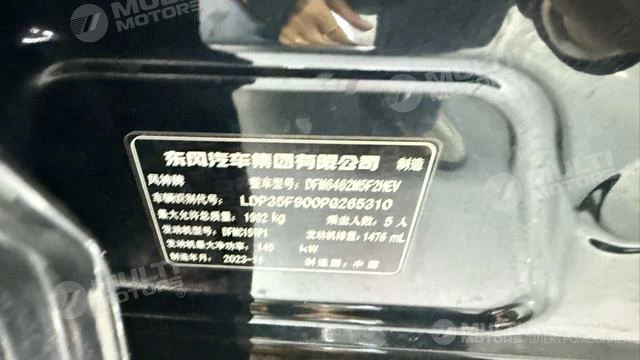 MULTI MOTORS®
东风汽车集团有限公司 制造
风神牌 整车型号: DFM6462M5F2HEV
车辆识别代号: LDP35F900PG265310
最大允许总质量: 1982 kg 乘坐人数: 5 人
发动机型号: DFMC15TP1 发动机排量: 1476 mL
发动机最大净功率: 145 kW
制造年月: 2023-11 制造国: 中国
MULTI MOTORS®
MULTI MOTORS
ЭЛЕКТРОМОБИ